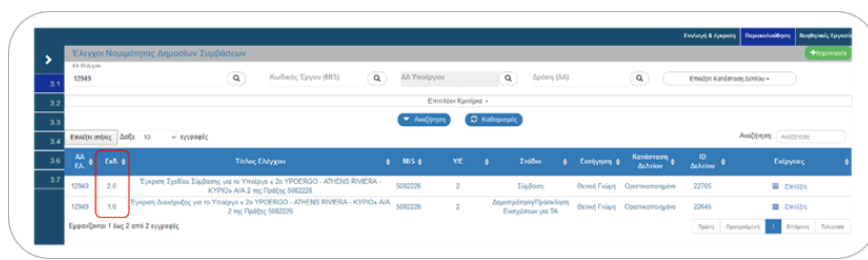 Επιλογή & έγκριση Παρακολούθηση Βοηθητικές Εργασί
Έλεγχοι Νομιμότητας Δημοσίων Συμβάσεων
+Δημιουργία
ΑΑ Ελέγχου
12949 Κωδικός Έργου (MIS) ΑΑ Υποέργου Δράση (ΑΑ) Επιλέξτε Κατάσταση Δελτίου
3.1
3.2 Επιπλέον Κριτήρια
3.3 Αναζήτηση Καθαρισμός
3.4 Επιλέξτε στήλες Δείξε 10 εγγραφές Αναζήτηση: Αναζήτηση
3.6 ΑΑ ΕΛ. Εκδ. Τίτλος Ελέγχου MIS Υ/Ε Στάδιο Εισήγηση Κατάσταση Δελτίου ID Δελτίου Ενέργειες
3.7
12949 2.0 Έγκριση Σχεδίου Σύμβασης για το Υποέργο « 2ο YPOERGO - ATHENS RIVIERA - 5082226 2 Σύμβαση Θετική Γνώμη Οριστικοποιημένο 22705 Επιλέξτε
ΚΥΡΙΟ» Α/Α 2 της Πράξης 5082226
12949 1.0 Έγκριση Διακήρυξης για το Υποέργο « 2ο YPOERGO - ATHENS RIVIERA - ΚΥΡΙΟ» Α/Α 5082226 2 Δημοπράτηση/Πρόσκληση Θετική Γνώμη Οριστικοποιημένο 22645 Επιλέξτε
2 της Πράξης 5082226 Ενισχύσεων για ΤΑ
Εμφανίζονται 1 έως 2 από 2 εγγραφές Πρώτη Προηγούμενη 1 Επόμενη Τελευταία